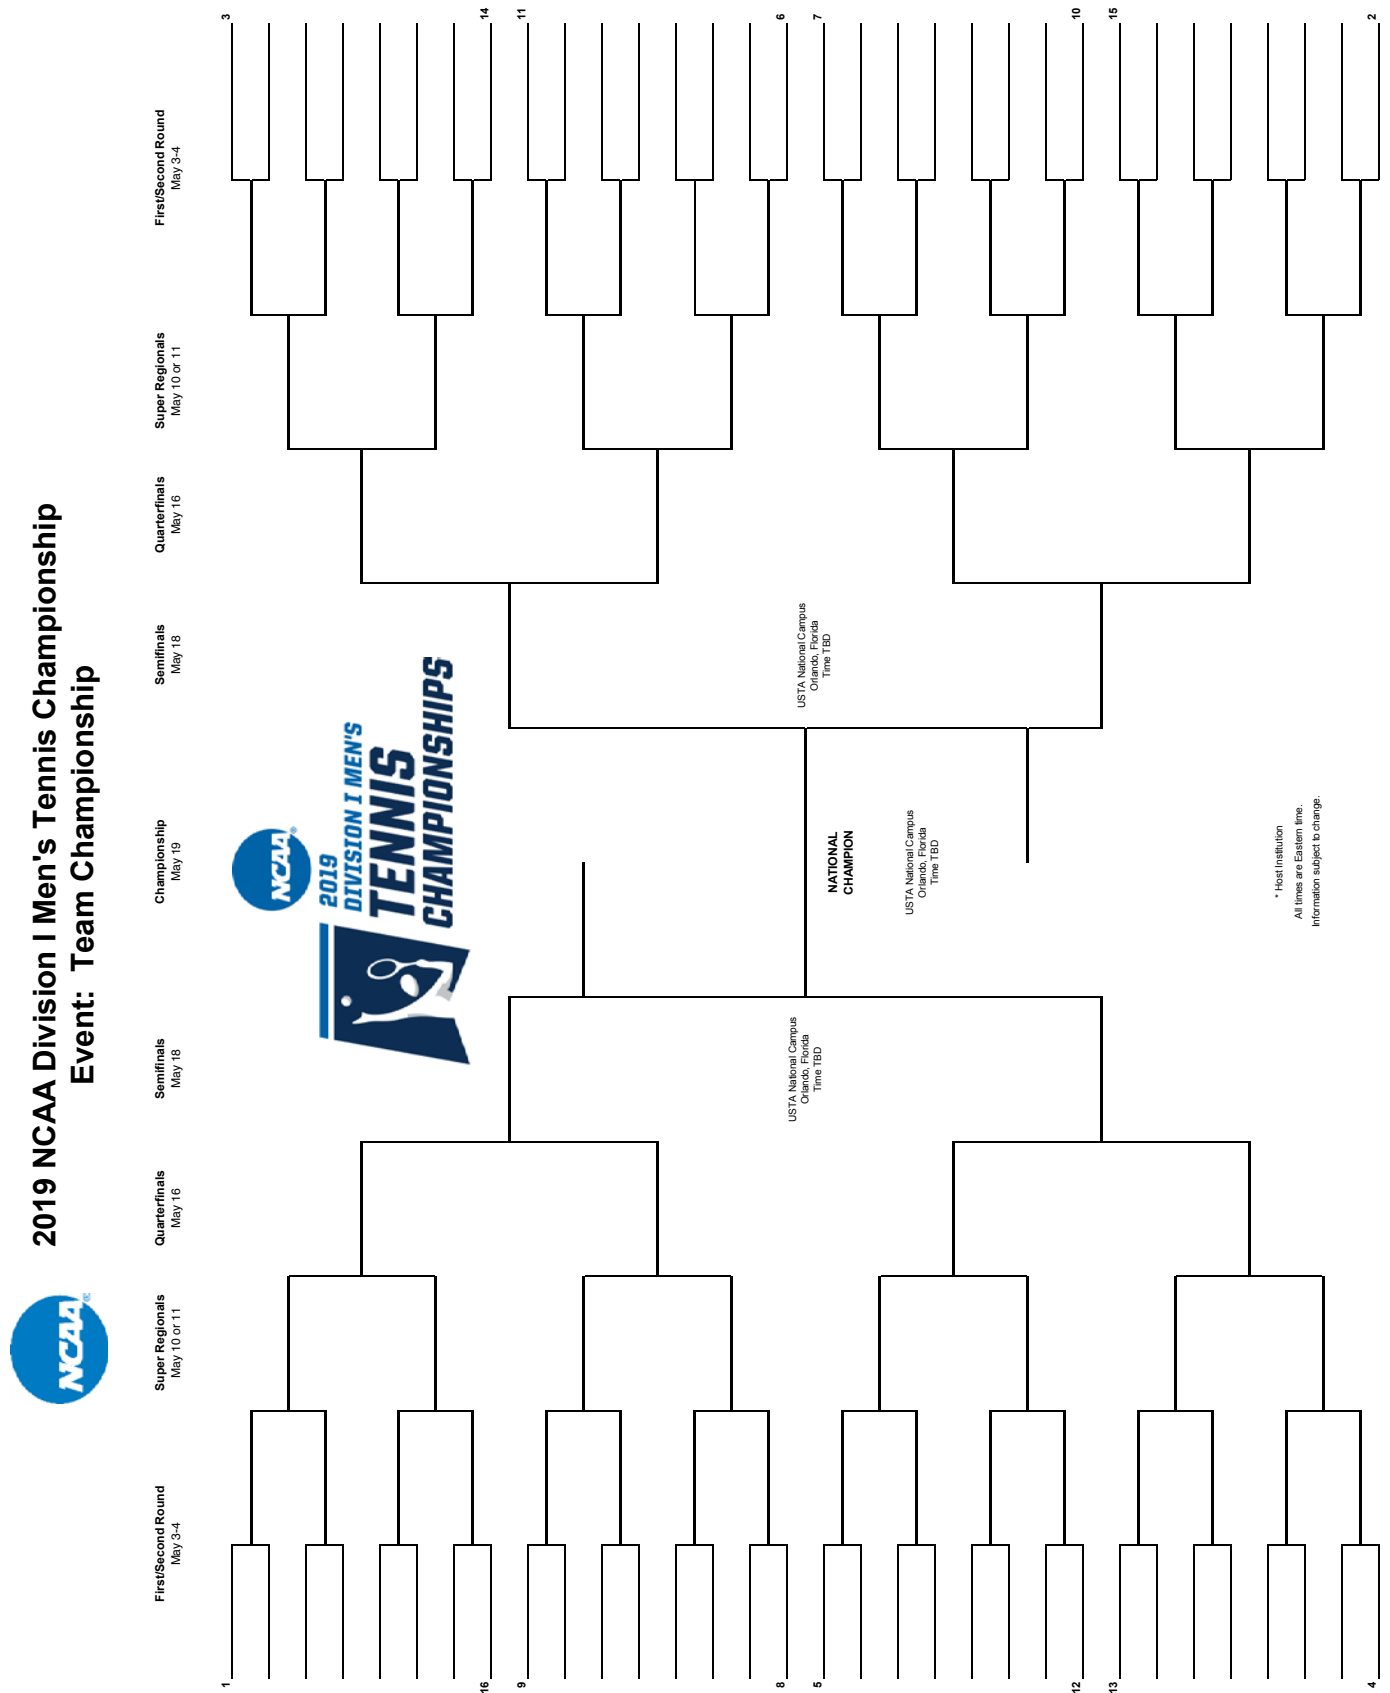 2019 NCAA Division I Men's Tennis Championship
Event: Team Championship
NCAA
®
First/Second Round
May 3-4
Super Regionals
May 10 or 11
Quarterfinals
May 16
Semifinals
May 18
Championship
May 19
Semifinals
May 18
Quarterfinals
May 16
Super Regionals
May 10 or 11
First/Second Round
May 3-4
1
16
9
8
5
12
13
4
3
14
11
6
7
10
15
2
NCAA
®
2019
DIVISION I MEN'S
TENNIS
CHAMPIONSHIPS
USTA National Campus
Orlando, Florida
Time TBD
USTA National Campus
Orlando, Florida
Time TBD
NATIONAL
CHAMPION
USTA National Campus
Orlando, Florida
Time TBD
* Host Institution
All times are Eastern time.
Information subject to change.